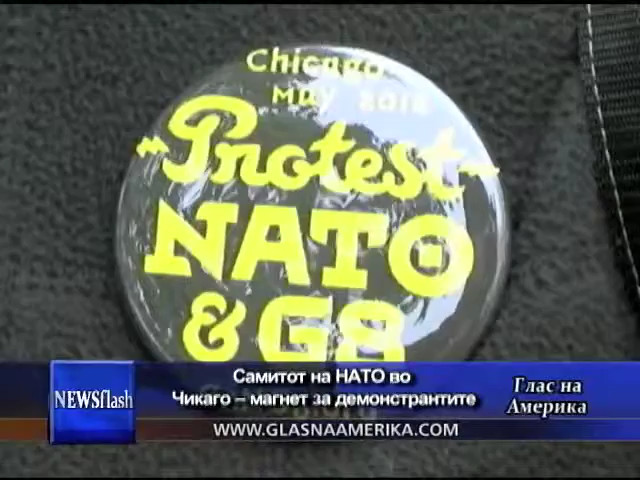 Chicago
May 2012
~Protest~
NATO
& G8
NEWSflash
Самитот на НАТО во
Чикаго – магнет за демонстрантите
WWW.GLASNAAMERIKA.COM
Глас на
Америка